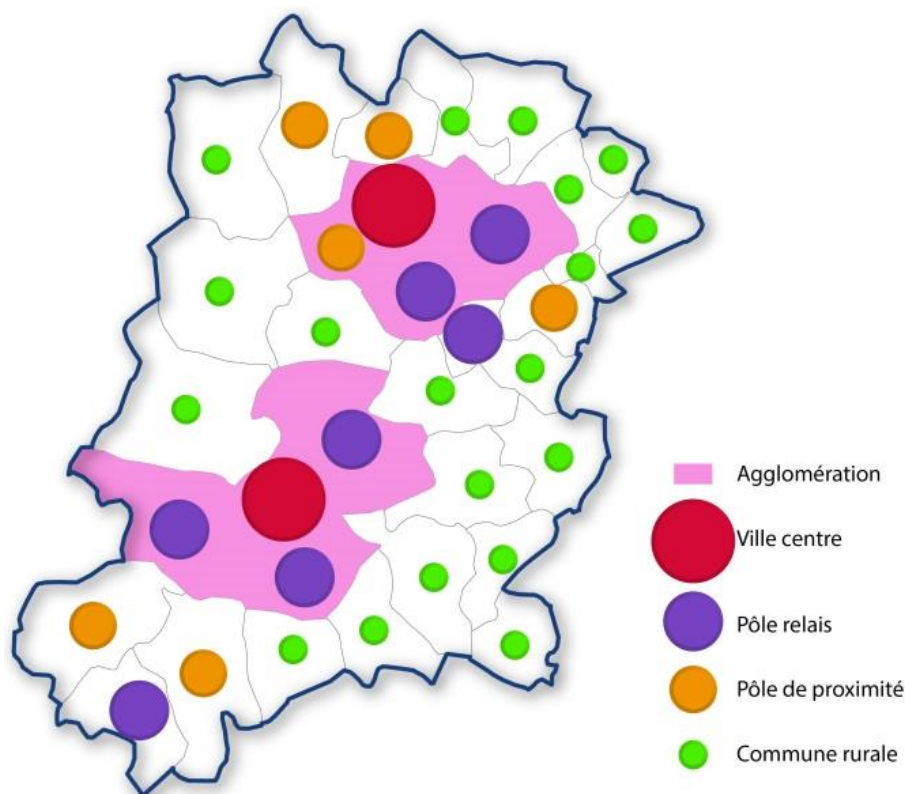 Agglomération
Ville centre
Pôle relais
Pôle de proximité
Commune rurale